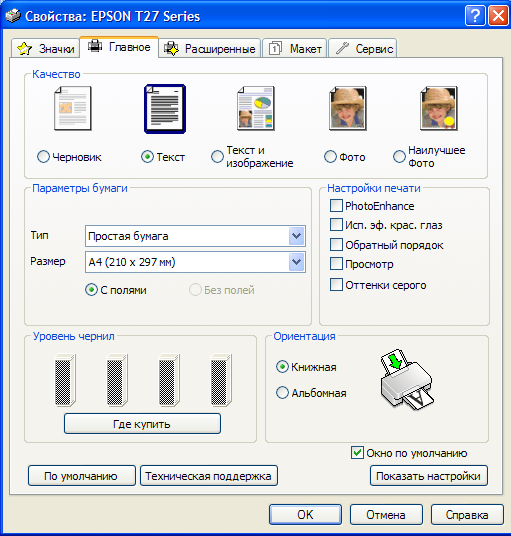 Свойства: EPSON T27 Series
Значки
Главное
Расширенные
Макет
Сервис
Качество
Черновик
Текст
Текст и
изображение
Фото
Наилучшее
Фото
Параметры бумаги
Тип
Простая бумага
Размер
A4 (210 x 297 мм)
С полями
Без полей
Настройки печати
PhotoEnhance
Исп. эф. крас. глаз
Обратный порядок
Просмотр
Оттенки серого
Уровень чернил
Где купить
Ориентация
Книжная
Альбомная
Окно по умолчанию
По умолчанию
Техническая поддержка
Показать настройки
OK
Отмена
Справка